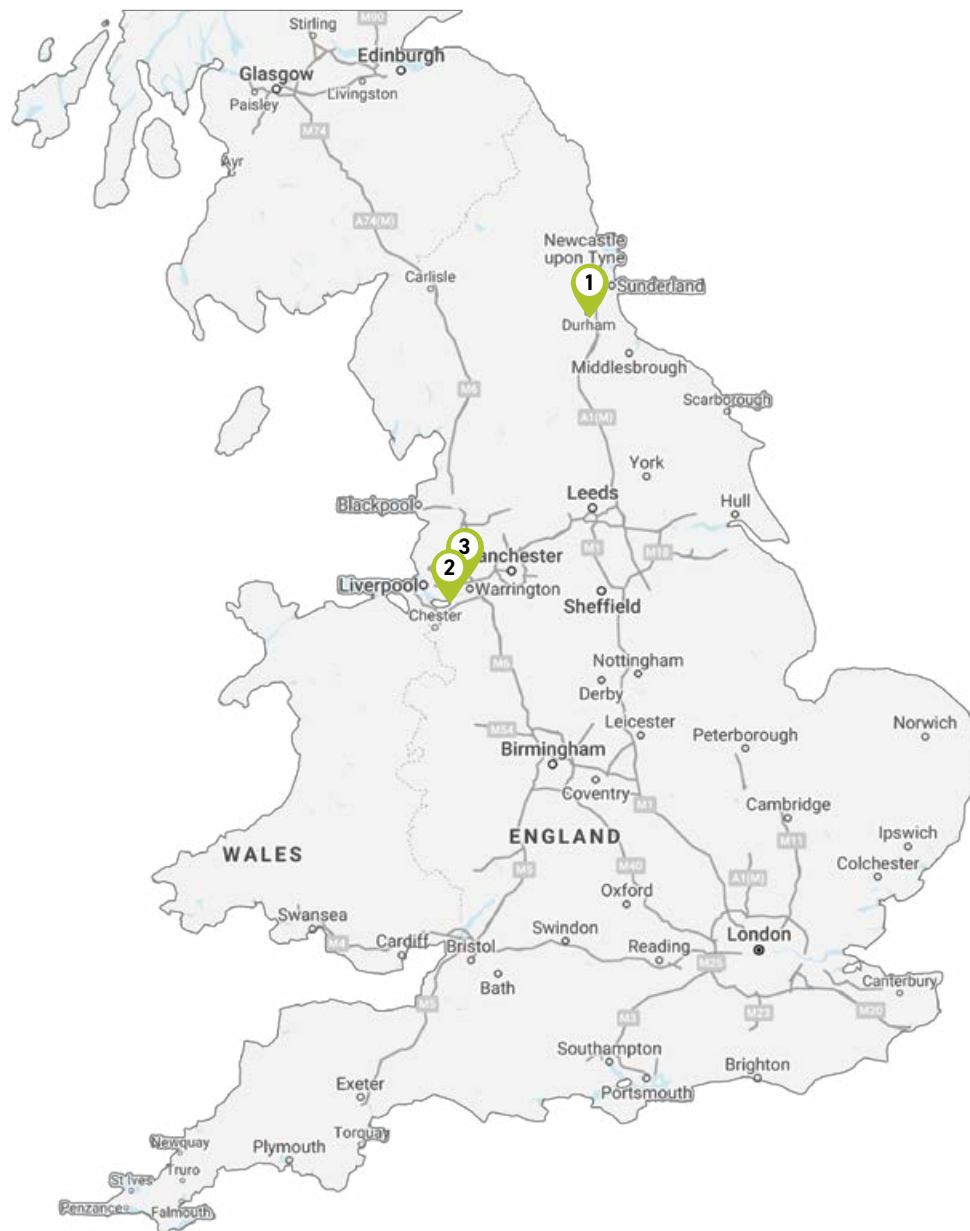 M90
Stirling
Edinburgh
Glasgow
Livingston
Paisley
M74
Ayr
A74(M)
Newcastle
upon Tyne
Carlisle
1
Sunderland
Durham
Middlesbrough
M6
Scarborough
A1(M)
York
Leeds
Blackpool
Hull
3
M1
M18
anchester
2
Liverpool
Warrington
Sheffield
Chester
M6
Nottingham
Derby
Leicester
Norwich
M54
Peterborough
Birmingham
Coventry
M1
Cambridge
ENGLAND
Ipswich
WALES
M11
Colchester
M5
M40
A1(M)
Oxford
Swansea
Swindon
London
M4
Cardiff
Bristol
Reading
M25
Bath
Canterbury
M5
M3
M23
M20
Southampton
Brighton
Exeter
Portsmouth
Torquay
Newquay
Plymouth
Truro
St Ives
Penzance
Falmouth